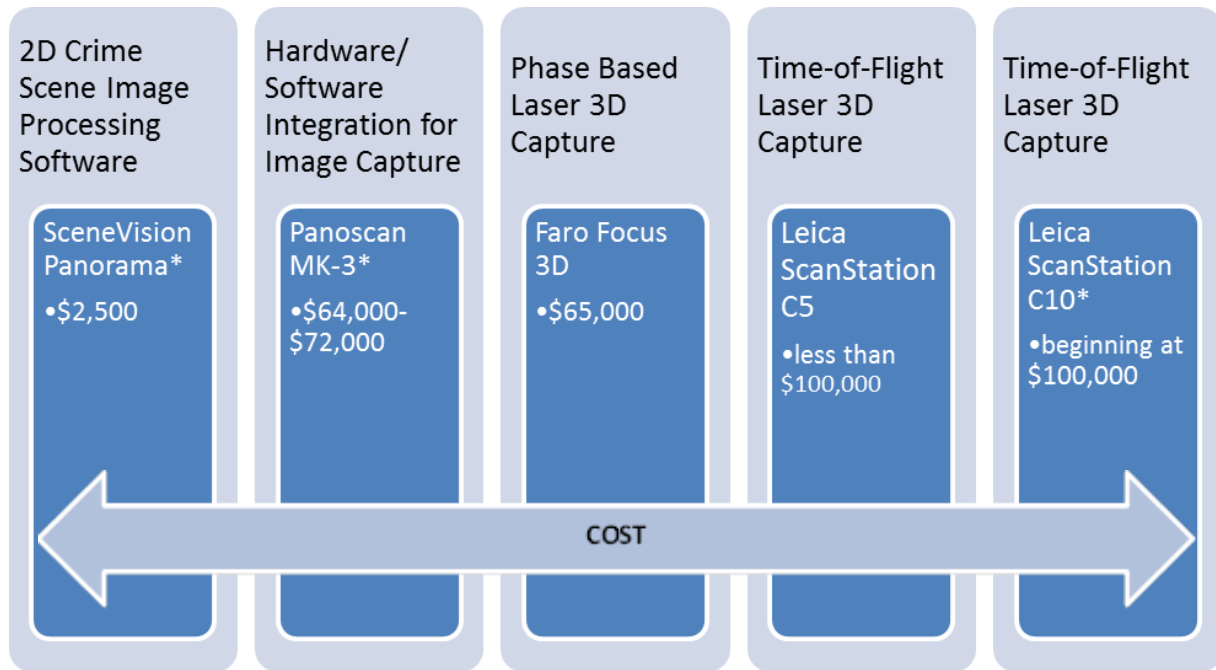 2D Crime
Scene Image
Processing
Software
SceneVision
Panorama*
•$2,500
Hardware/
Software
Integration for
Image Capture
Panoscan
MK-3*
•$64,000-
$72,000
Phase Based
Laser 3D
Capture
Faro Focus
3D
•$65,000
Time-of-Flight
Laser 3D
Capture
Leica
ScanStation
C5
•less than
$100,000
Time-of-Flight
Laser 3D
Capture
Leica
ScanStation
C10*
•beginning at
$100,000
COST